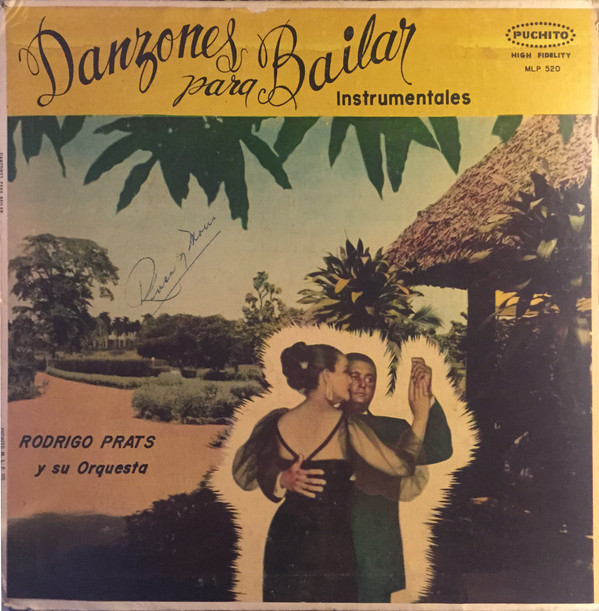 Danzones
para Bailar
Instrumentales
PUCHITO
HIGH FIDELITY
MLP 520
RODRIGO PRATS
y su Orquesta